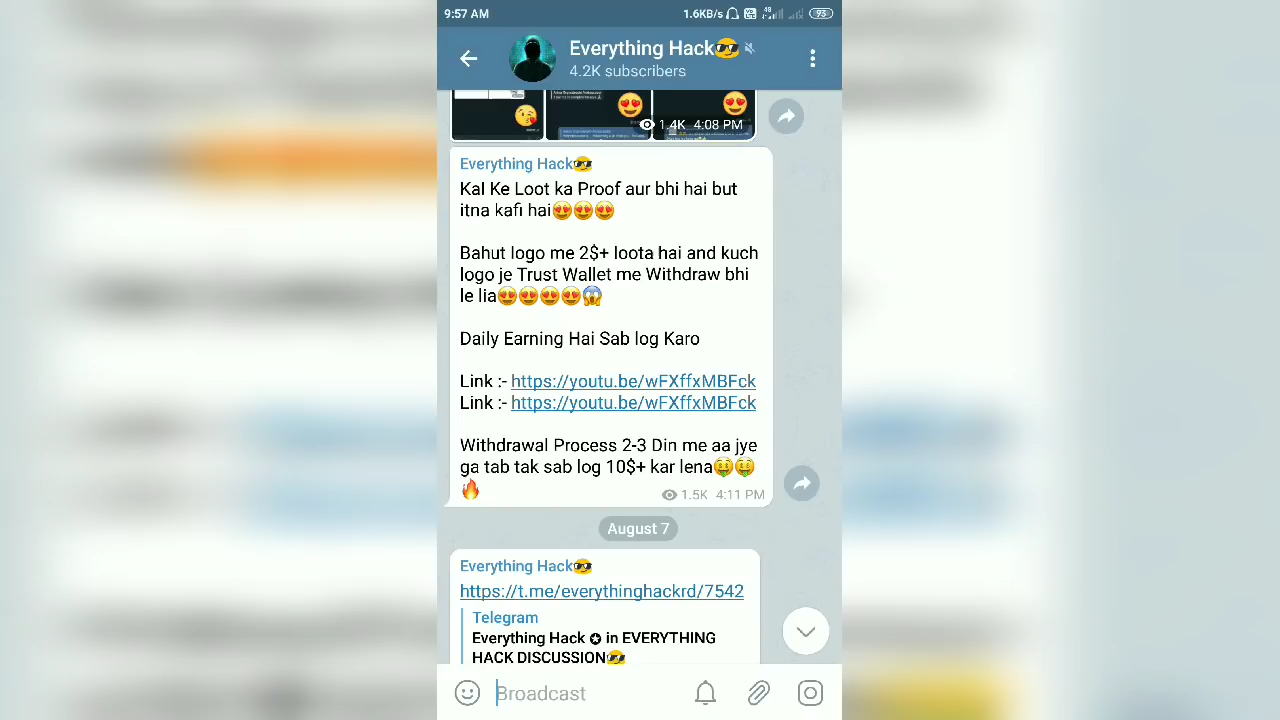 9:57 AM
1.6KB/s
4G
93
Everything Hack😎
4.2K subscribers
1.4K 4:08 PM
Everything Hack😎
Kal Ke Loot ka Proof aur bhi hai but
itna kafi hai😍😍😍
Bahut logo me 2$+ loota hai and kuch
logo je Trust Wallet me Withdraw bhi
le lia😍😍😍😍😱
Daily Earning Hai Sab log Karo
Link :- https://youtu.be/wFXffxMBFck
Link :- https://youtu.be/wFXffxMBFck
Withdrawal Process 2-3 Din me aa jye
ga tab tak sab log 10$+ kar lena🤑🤑
🔥
1.5K 4:11 PM
August 7
Everything Hack😎
https://t.me/everythinghackrd/7542
Telegram
Everything Hack ✪ in EVERYTHING
HACK DISCUSSION😎
Broadcast